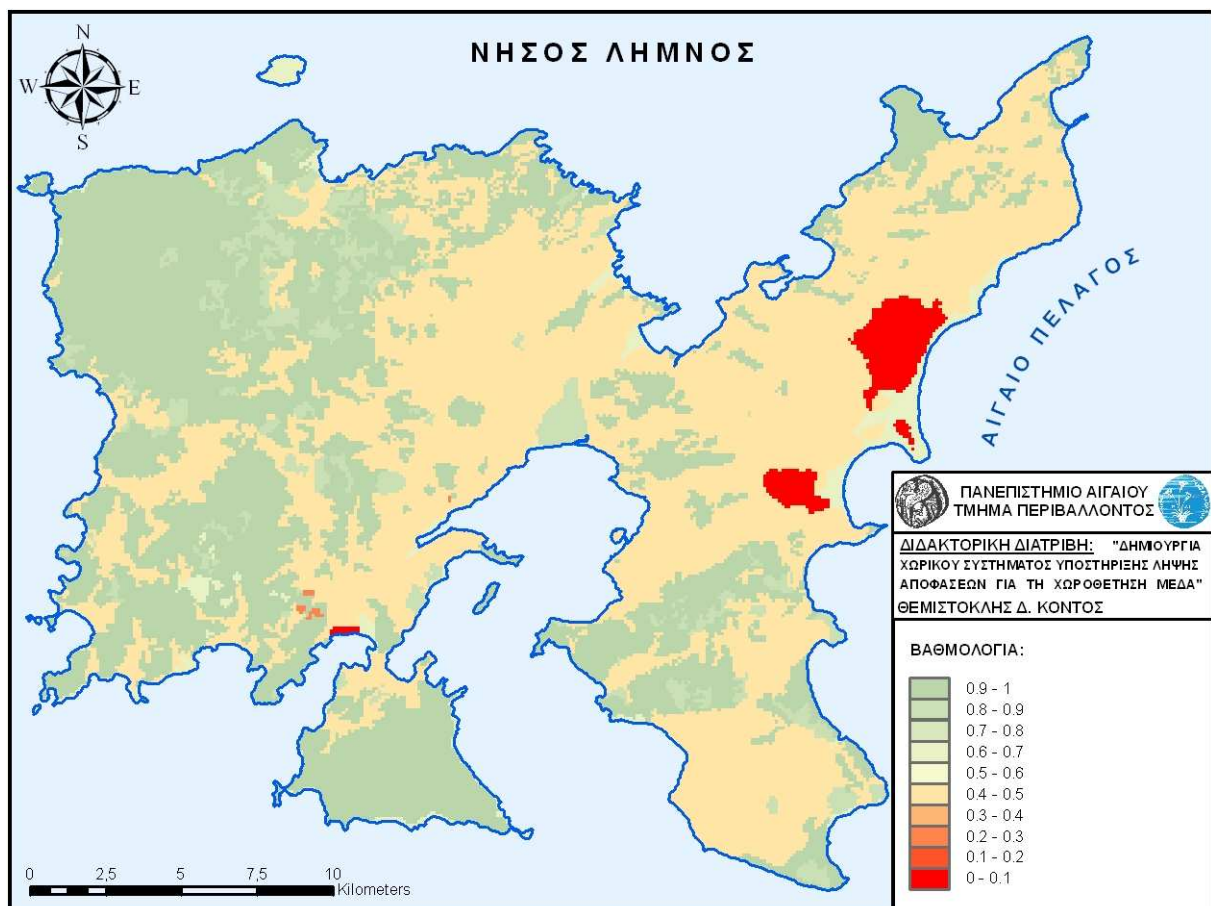 ΝΗΣΟΣ ΛΗΜΝΟΣ
N
W E
S
ΑΙΓΑΙΟ ΠΕΛΑΓΟΣ
ΠΑΝΕΠΙΣΤΗΜΙΟ ΑΙΓΑΙΟΥ
ΤΜΗΜΑ ΠΕΡΙΒΑΛΛΟΝΤΟΣ
ΔΙΔΑΚΤΟΡΙΚΗ ΔΙΑΤΡΙΒΗ: "ΔΗΜΙΟΥΡΓΙΑ
ΧΩΡΙΚΟΥ ΣΥΣΤΗΜΑΤΟΣ ΥΠΟΣΤΗΡΙΞΗΣ ΛΗΨΗΣ
ΑΠΟΦΑΣΕΩΝ ΓΙΑ ΤΗ ΧΩΡΟΘΕΤΗΣΗ ΜΕΔΑ"
ΘΕΜΙΣΤΟΚΛΗΣ Δ. ΚΟΝΤΟΣ
ΒΑΘΜΟΛΟΓΙΑ:
0.9 - 1
0.8 - 0.9
0.7 - 0.8
0.6 - 0.7
0.5 - 0.6
0.4 - 0.5
0.3 - 0.4
0.2 - 0.3
0.1 - 0.2
0 - 0.1
0 2,5 5 7,5 10
Kilometers